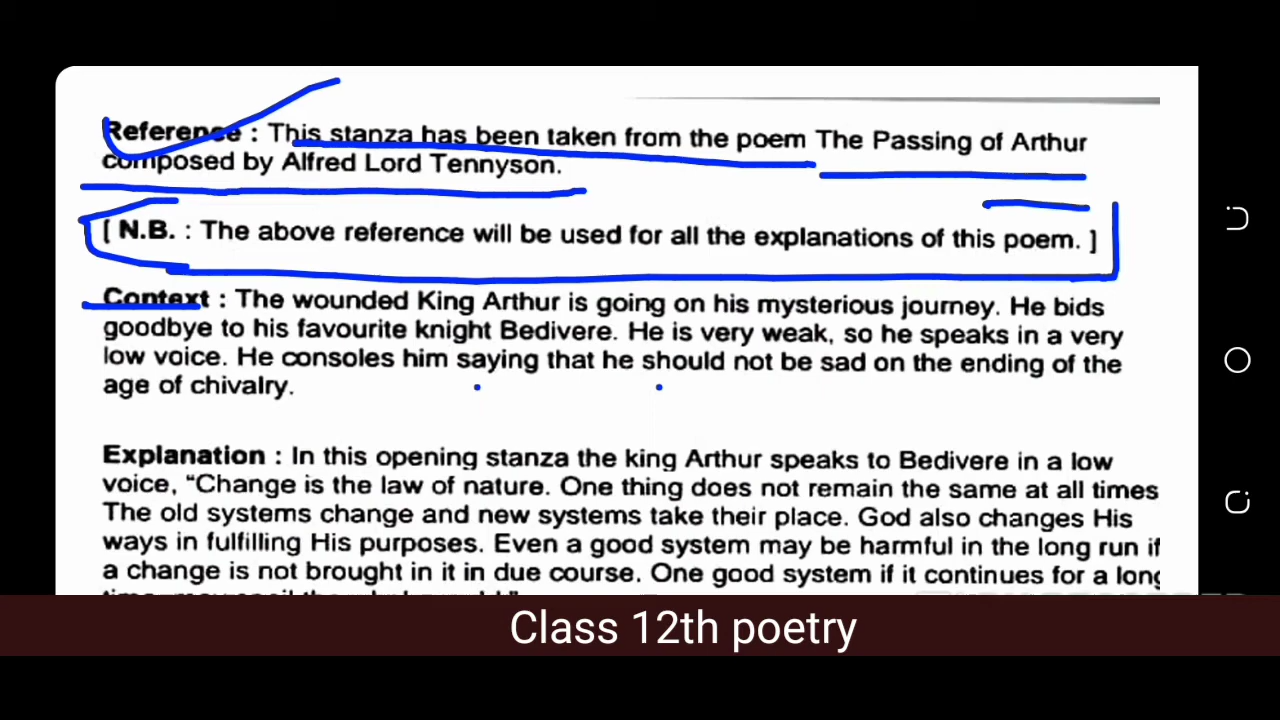 Reference : This stanza has been taken from the poem The Passing of Arthur
composed by Alfred Lord Tennyson.
[ N.B. : The above reference will be used for all the explanations of this poem. ]
Context : The wounded King Arthur is going on his mysterious journey. He bids
goodbye to his favourite knight Bedivere. He is very weak, so he speaks in a very
low voice. He consoles him saying that he should not be sad on the ending of the
age of chivalry.
Explanation : In this opening stanza the king Arthur speaks to Bedivere in a low
voice, “Change is the law of nature. One thing does not remain the same at all times
The old systems change and new systems take their place. God also changes His
ways in fulfilling His purposes. Even a good system may be harmful in the long run if
a change is not brought in it in due course. One good system if it continues for a long
Class 12th poetry